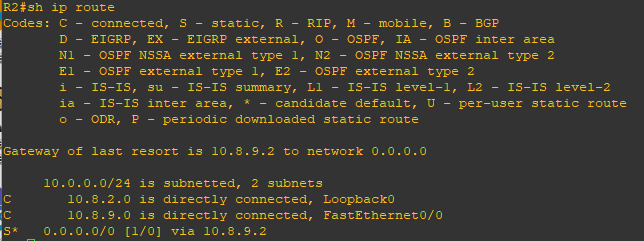 R2#sh ip route
Codes: C - connected, S - static, R - RIP, M - mobile, B - BGP
D - EIGRP, EX - EIGRP external, O - OSPF, IA - OSPF inter area
N1 - OSPF NSSA external type 1, N2 - OSPF NSSA external type 2
E1 - OSPF external type 1, E2 - OSPF external type 2
i - IS-IS, su - IS-IS summary, L1 - IS-IS level-1, L2 - IS-IS level-2
ia - IS-IS inter area, * - candidate default, U - per-user static route
o - ODR, P - periodic downloaded static route
Gateway of last resort is 10.8.9.2 to network 0.0.0.0
10.0.0.0/24 is subnetted, 2 subnets
C 10.8.2.0 is directly connected, Loopback0
C 10.8.9.0 is directly connected, FastEthernet0/0
S* 0.0.0.0/0 [1/0] via 10.8.9.2